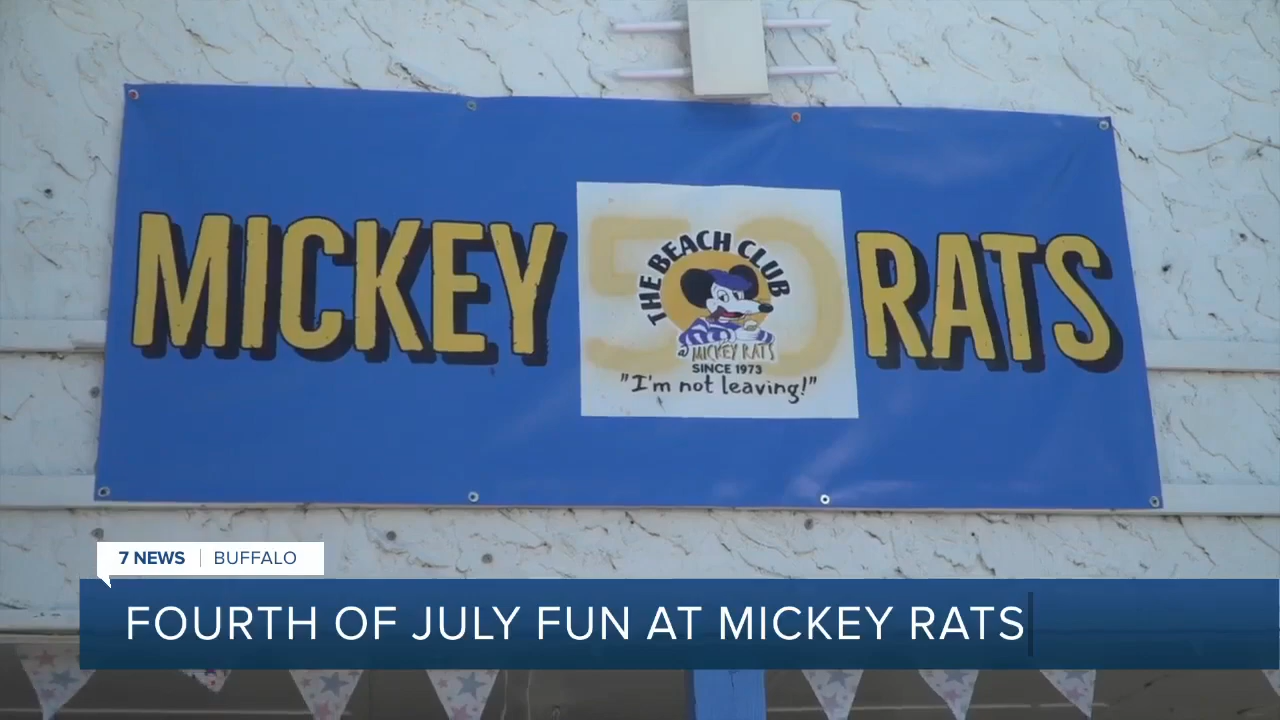 MICKEY
50
THE BEACH CLUB
@ MICKEY RATS
SINCE 1973
"I'm not leaving!"
RATS
7 NEWS | BUFFALO
FOURTH OF JULY FUN AT MICKEY RATS